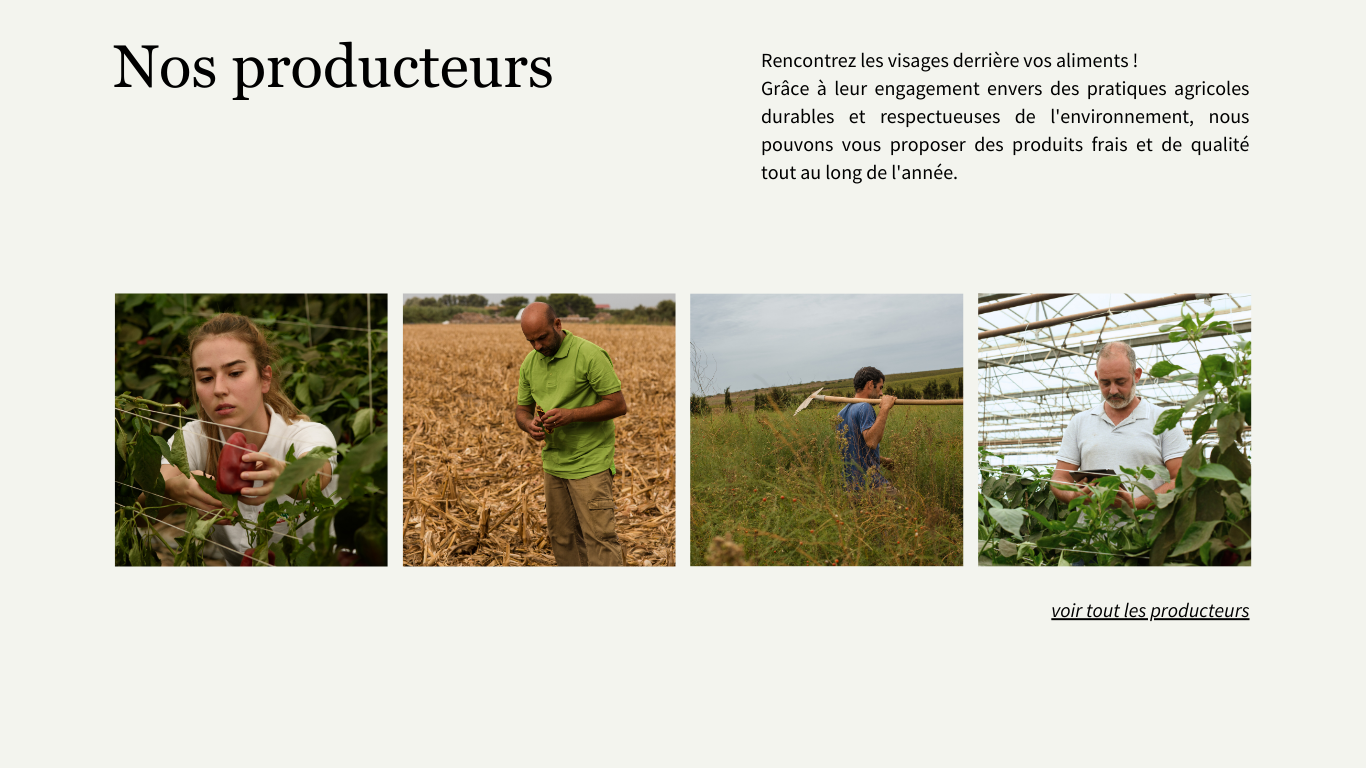 Nos producteurs
Rencontrez les visages derrière vos aliments !
Grâce à leur engagement envers des pratiques agricoles
durables et respectueuses de l'environnement, nous
pouvons vous proposer des produits frais et de qualité
tout au long de l'année.
voir tout les producteurs